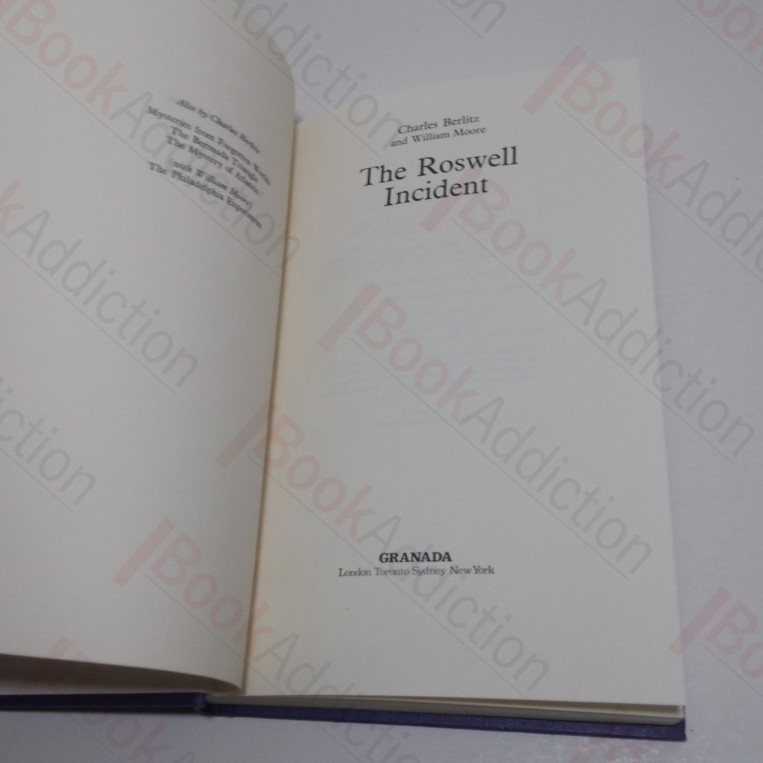 Also by Charles Berlitz
Mysteries from Forgotten Worlds
The Bermuda Triangle
The Mystery of Atlantis
(with William Moore)
The Philadelphia Experiment
Charles Berlitz
and William Moore
The Roswell
Incident
GRANADA
London Toronto Sydney New York
BookAddiction